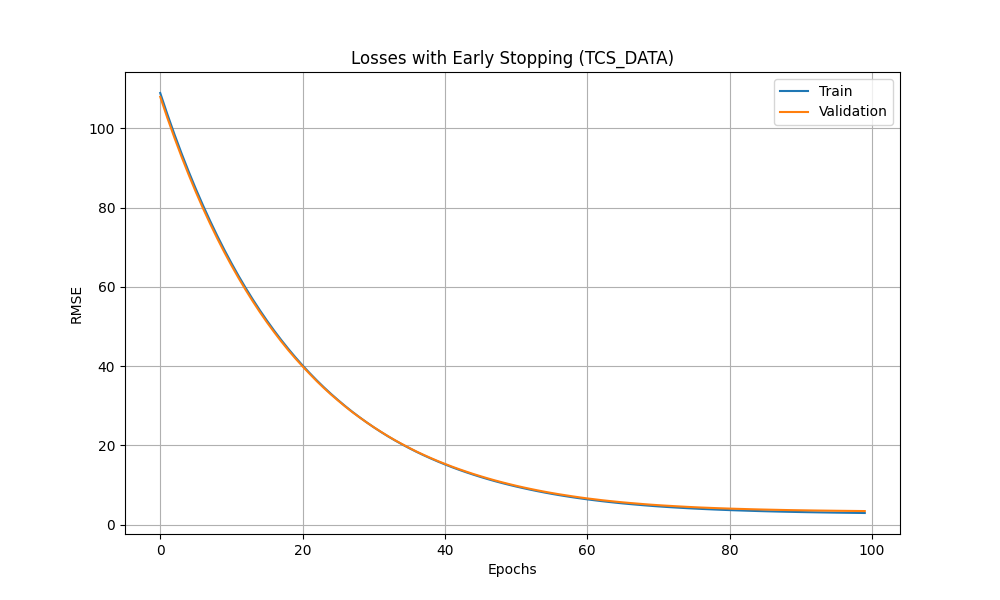 Losses with Early Stopping (TCS_DATA)
Train
Validation
100
80
60
40
20
0
RMSE
0 20 40 60 80 100
Epochs